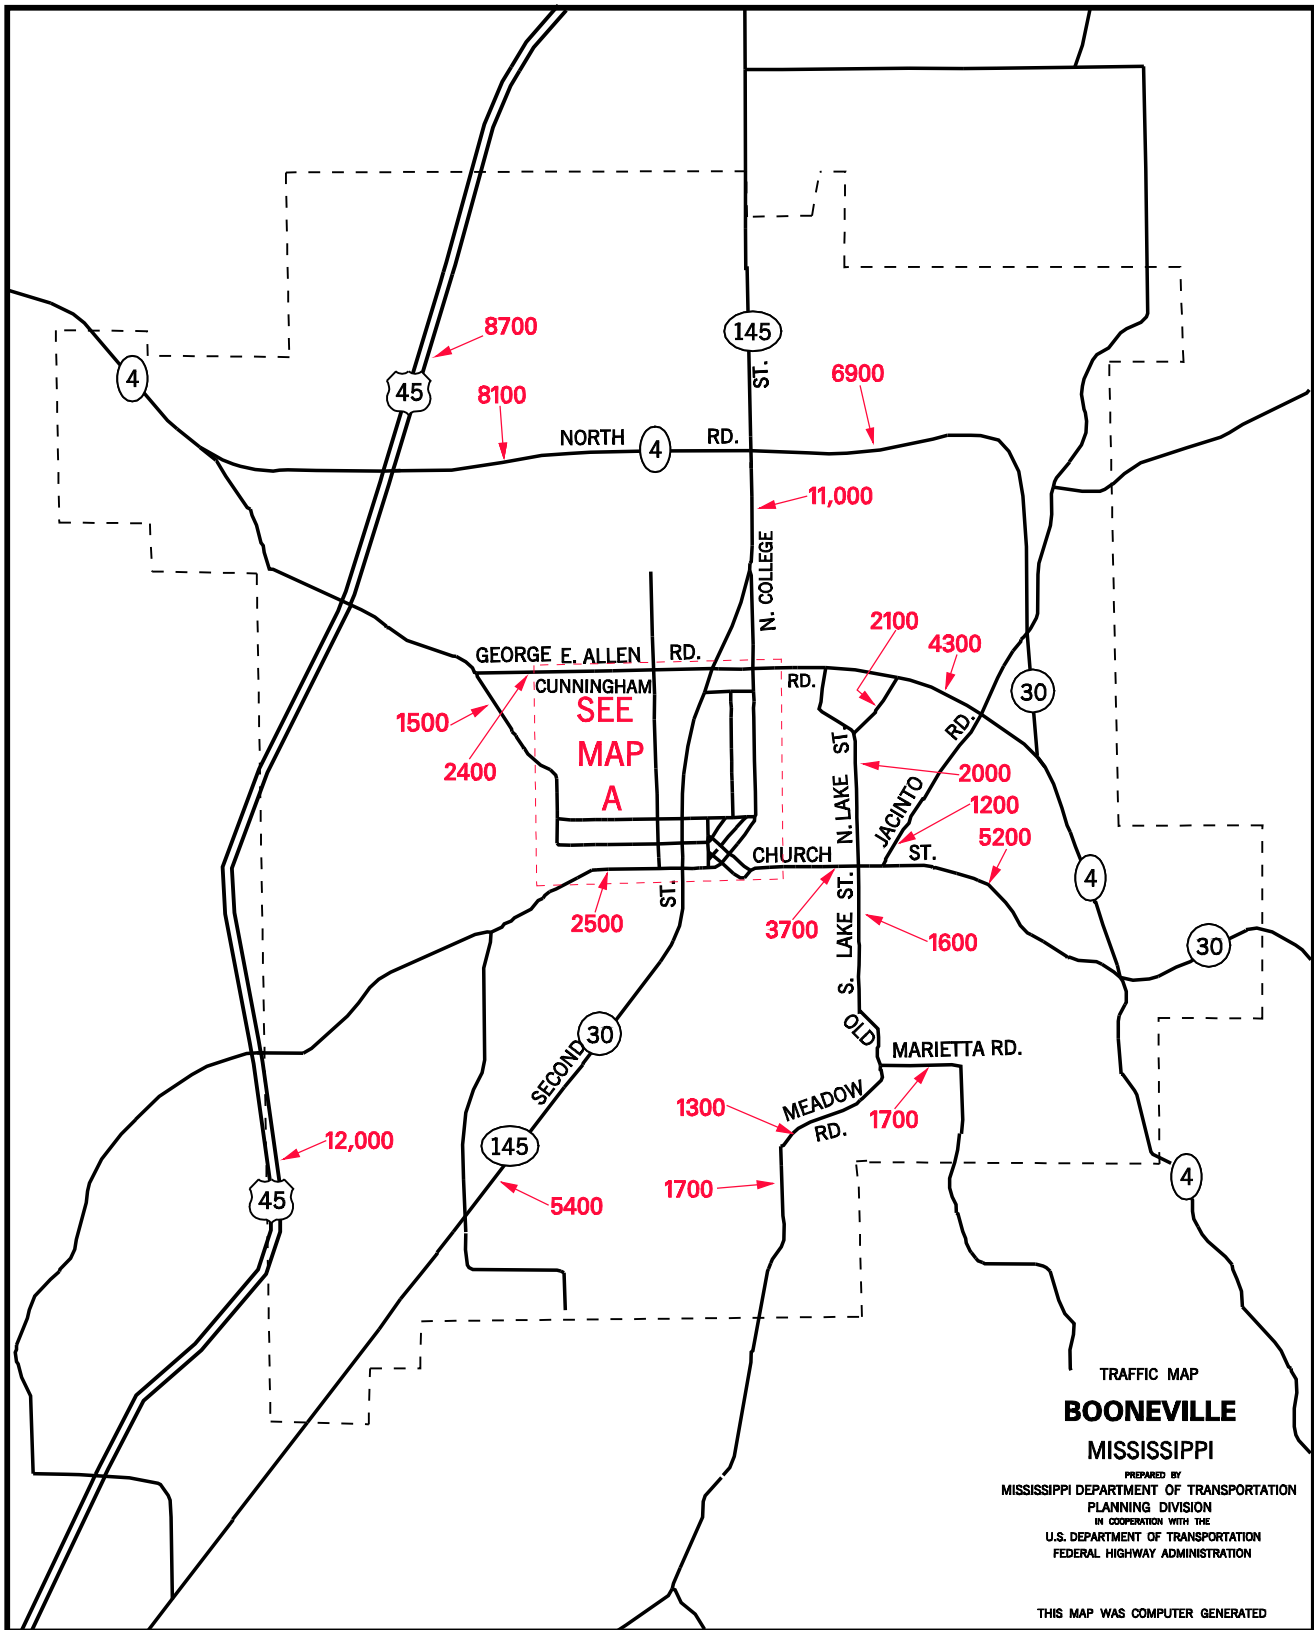 8700
145
ST.
4
45
6900
8100
NORTH
4
RD.
11,000
N. COLLEGE
2100
4300
GEORGE E. ALLEN RD.
CUNNINGHAM
RD.
30
SEE
MAP
A
1500
2400
RD.
ST.
2000
N. LAKE
JACINTO
1200
5200
CHURCH
ST.
4
ST.
ST.
2500
3700
LAKE
1600
30
S.
OLD
30
SECOND
MARIETTA RD.
MEADOW
RD.
1300
1700
12,000
145
1700
4
45
5400
TRAFFIC MAP
BOONEVILLE
MISSISSIPPI
PREPARED BY
MISSISSIPPI DEPARTMENT OF TRANSPORTATION
PLANNING DIVISION
IN COOPERATION WITH THE
U.S. DEPARTMENT OF TRANSPORTATION
FEDERAL HIGHWAY ADMINISTRATION
THIS MAP WAS COMPUTER GENERATED